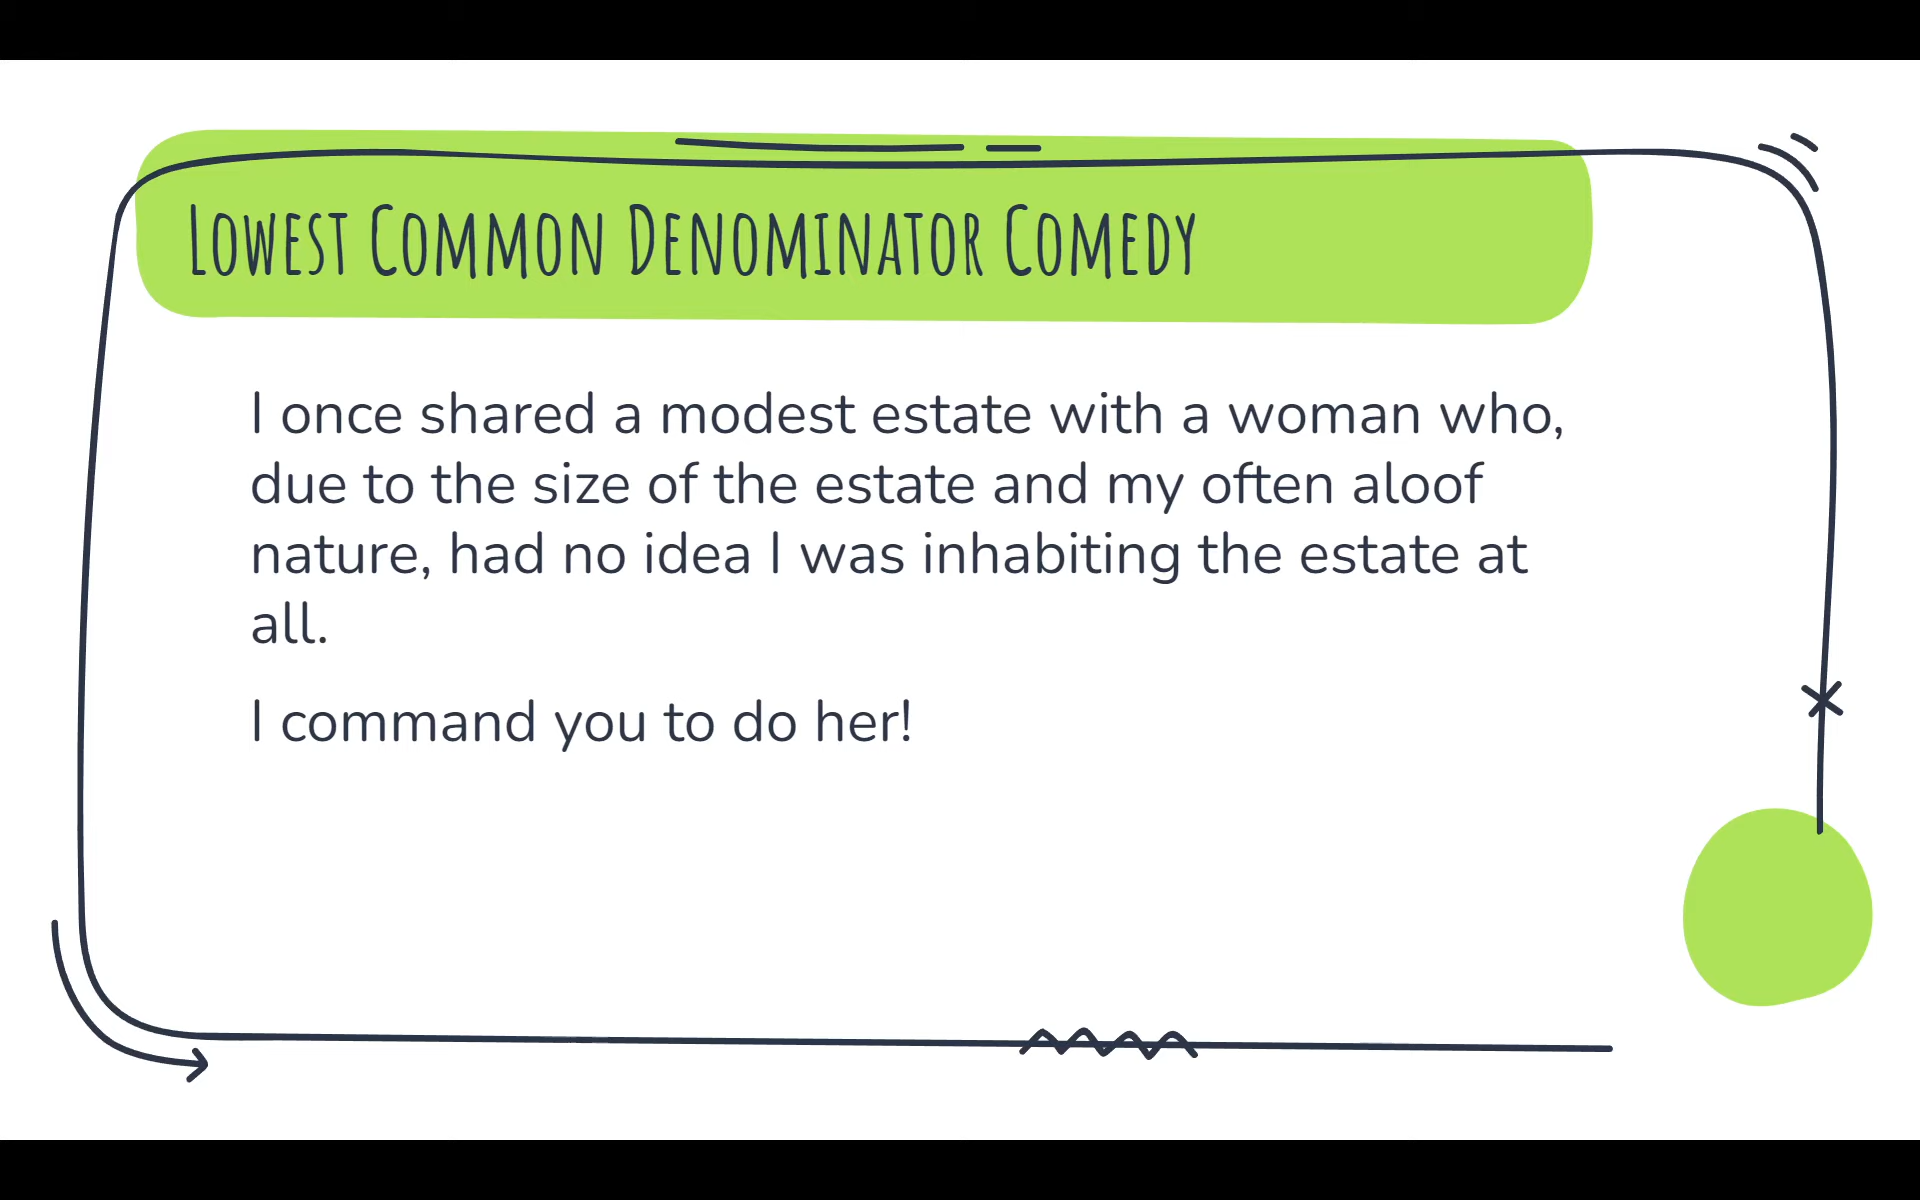 Lowest Common Denominator Comedy
I once shared a modest estate with a woman who,
due to the size of the estate and my often aloof
nature, had no idea I was inhabiting the estate at
all.
I command you to do her!